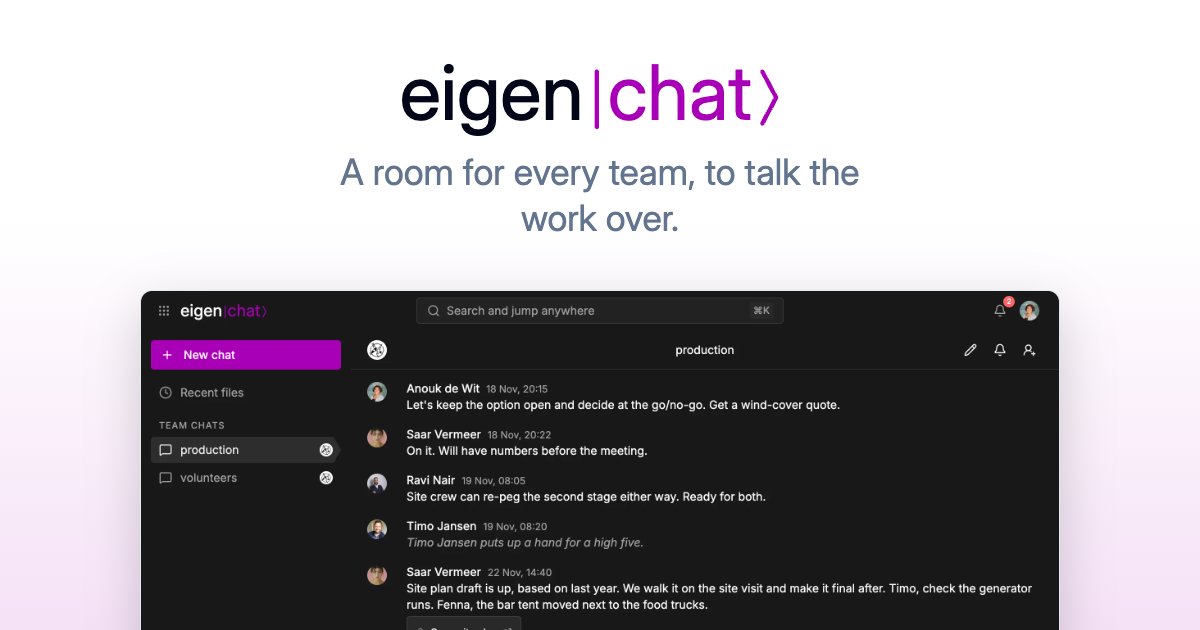 eigen|chat⟩
A room for every team, to talk the
work over.
eigen|chat⟩
Search and jump anywhere
⌘K
2
+ New chat
production
Recent files
TEAM CHATS
production
volunteers
Anouk de Wit 18 Nov, 20:15
Let's keep the option open and decide at the go/no-go. Get a wind-cover quote.
Saar Vermeer 18 Nov, 20:22
On it. Will have numbers before the meeting.
Ravi Nair 19 Nov, 08:05
Site crew can re-peg the second stage either way. Ready for both.
Timo Jansen 19 Nov, 08:20
Timo Jansen puts up a hand for a high five.
Saar Vermeer 22 Nov, 14:40
Site plan draft is up, based on last year. We walk it on the site visit and make it final after. Timo, check the generator
runs. Fenna, the bar tent moved next to the food trucks.